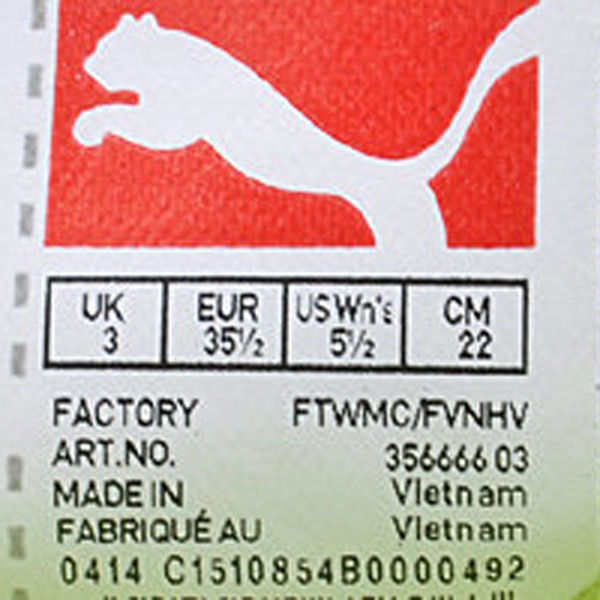 UK EUR US Wn's CM
3 35½ 5½ 22
FACTORY FTWMC/FVNHV
ART.NO. 356666 03
MADE IN Vietnam
FABRIQUÉ AU Vietnam
0414 C1510854B0000492